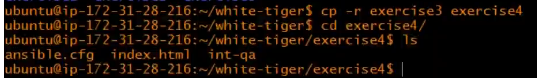 ubuntu@ip-172-31-28-216:~/white-tiger$ cp -r exercise3 exercise4
ubuntu@ip-172-31-28-216:~/white-tiger$ cd exercise4/
ubuntu@ip-172-31-28-216:~/white-tiger/exercise4$ ls
ansible.cfg index.html int-qa
ubuntu@ip-172-31-28-216:~/white-tiger/exercise4$